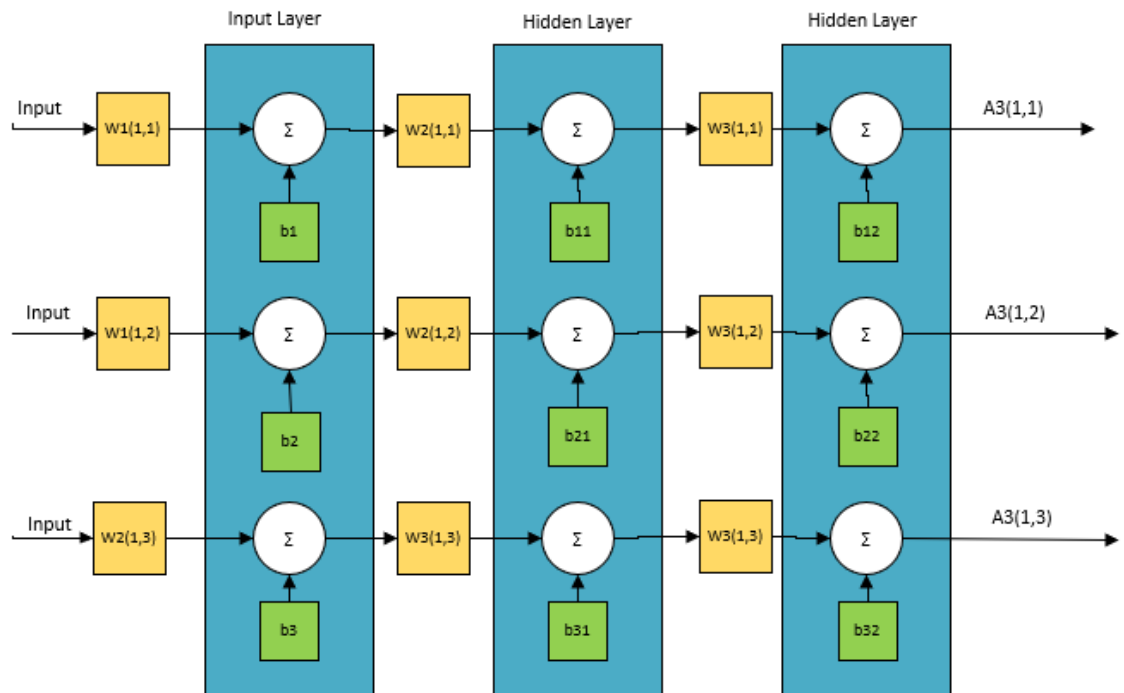 Input Layer
Hidden Layer
Hidden Layer
Input
W1(1,1)
Σ
W2(1,1)
Σ
W3(1,1)
Σ
A3(1,1)
b1
b11
b12
Input
W1(1,2)
Σ
W2(1,2)
Σ
W3(1,2)
Σ
A3(1,2)
b2
b21
b22
Input
W2(1,3)
Σ
W3(1,3)
Σ
W3(1,3)
Σ
A3(1,3)
b3
b31
b32